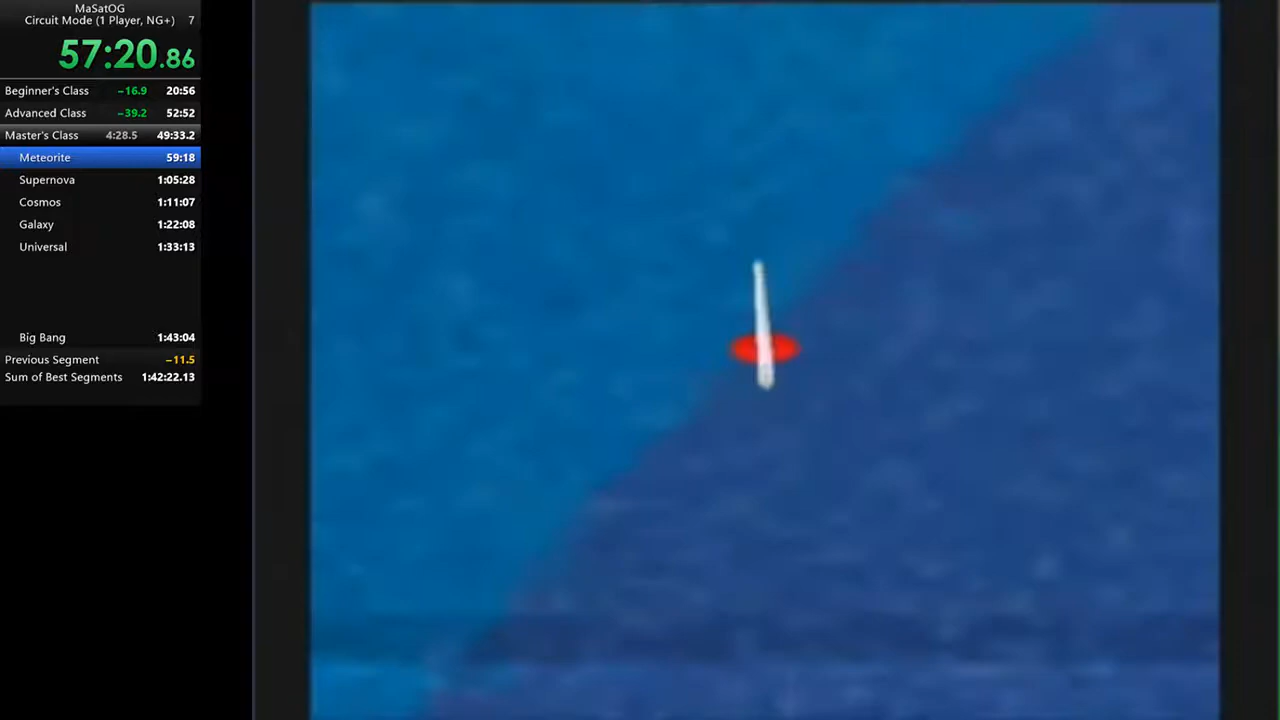 MaSatOG
Circuit Mode (1 Player, NG+) 7
57:20.86
Beginner's Class −16.9 20:56
Advanced Class −39.2 52:52
Master's Class 4:28.5 49:33.2
Meteorite 59:18
Supernova 1:05:28
Cosmos 1:11:07
Galaxy 1:22:08
Universal 1:33:13
Big Bang 1:43:04
Previous Segment −11.5
Sum of Best Segments 1:42:22.13